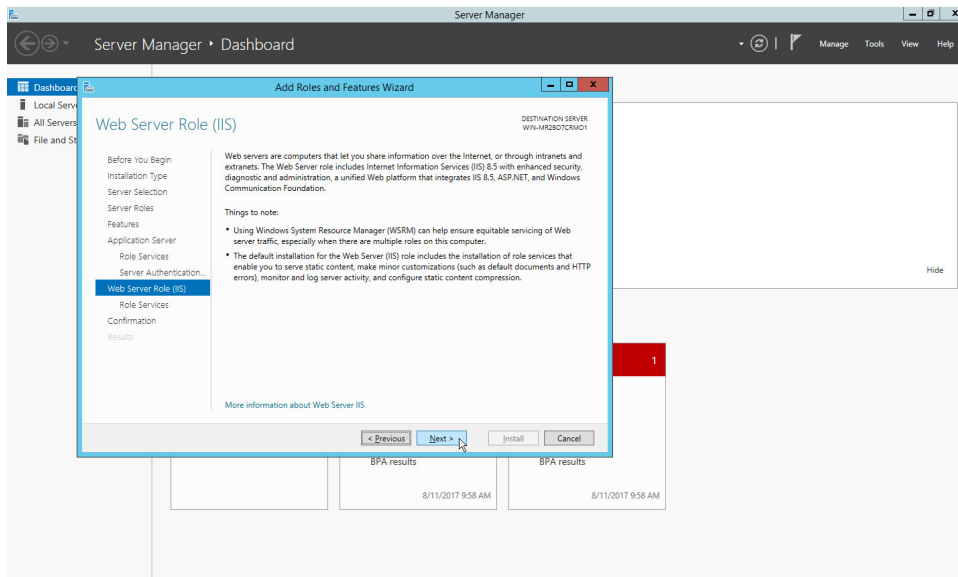 Server Manager
Server Manager • Dashboard
Manage Tools View Help
Dashboard
Local Serv
All Servers
File and St
Add Roles and Features Wizard
Web Server Role (IIS)
DESTINATION SERVER
WIN-MR2BO7CRMO1
Before You Begin
Installation Type
Server Selection
Server Roles
Features
Application Server
Role Services
Server Authentication...
Web Server Role (IIS)
Role Services
Confirmation
Results
Web servers are computers that let you share information over the Internet, or through intranets and
extranets. The Web Server role includes Internet Information Services (IIS) 8.5 with enhanced security,
diagnostic and administration, a unified Web platform that integrates IIS 8.5, ASP.NET, and Windows
Communication Foundation.
Things to note:
• Using Windows System Resource Manager (WSRM) can help ensure equitable servicing of Web
server traffic, especially when there are multiple roles on this computer.
• The default installation for the Web Server (IIS) role includes the installation of role services that
enable you to serve static content, make minor customizations (such as default documents and HTTP
errors), monitor and log server activity, and configure static content compression.
More information about Web Server IIS
< Previous Next > Install Cancel
Hide
1
BPA results BPA results
8/11/2017 9:58 AM 8/11/2017 9:58 AM